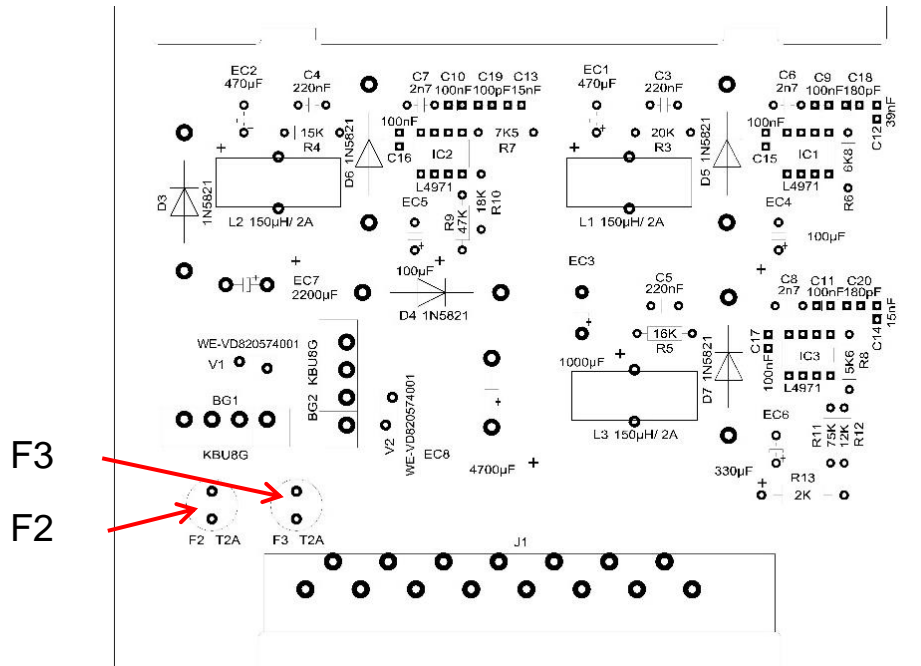 EC2 C4 C7 C10 C19 C13 EC1 C3 C6 C9 C18
470µF 220nF 2n7 100nF 100pF 15nF 470µF 220nF 2n7 100nF 180pF
39nF
100nF 100nF
C12
15K 7K5 20K
R4 R7 R3
C16 IC2 C15 IC1 6K8
D6 1N5821 D5 1N5821
L4971 L4971
R6
D3 1N5821
L2 150µH/ 2A
EC5 R9 47K 18K R10
L1 150µH/ 2A
EC4
100µF
EC7
2200µF
100µF
D4 1N5821
EC3
C5
220nF
C8 C11 C20
2n7 100nF 180pF
15nF
C14
C17
100nF
16K
R5
IC3
L4971
5K6
R8
WE-VD820574001
V1
BG2 KBU8G
1000µF
D7 1N5821
BG1
KBU8G
V2
WE-VD820574001
EC8
4700µF
L3 150µH/ 2A
EC6
330µF
R11
75K
12K
R12
R13
2K
F3
F2
F2 T2A
F3 T2A
J1